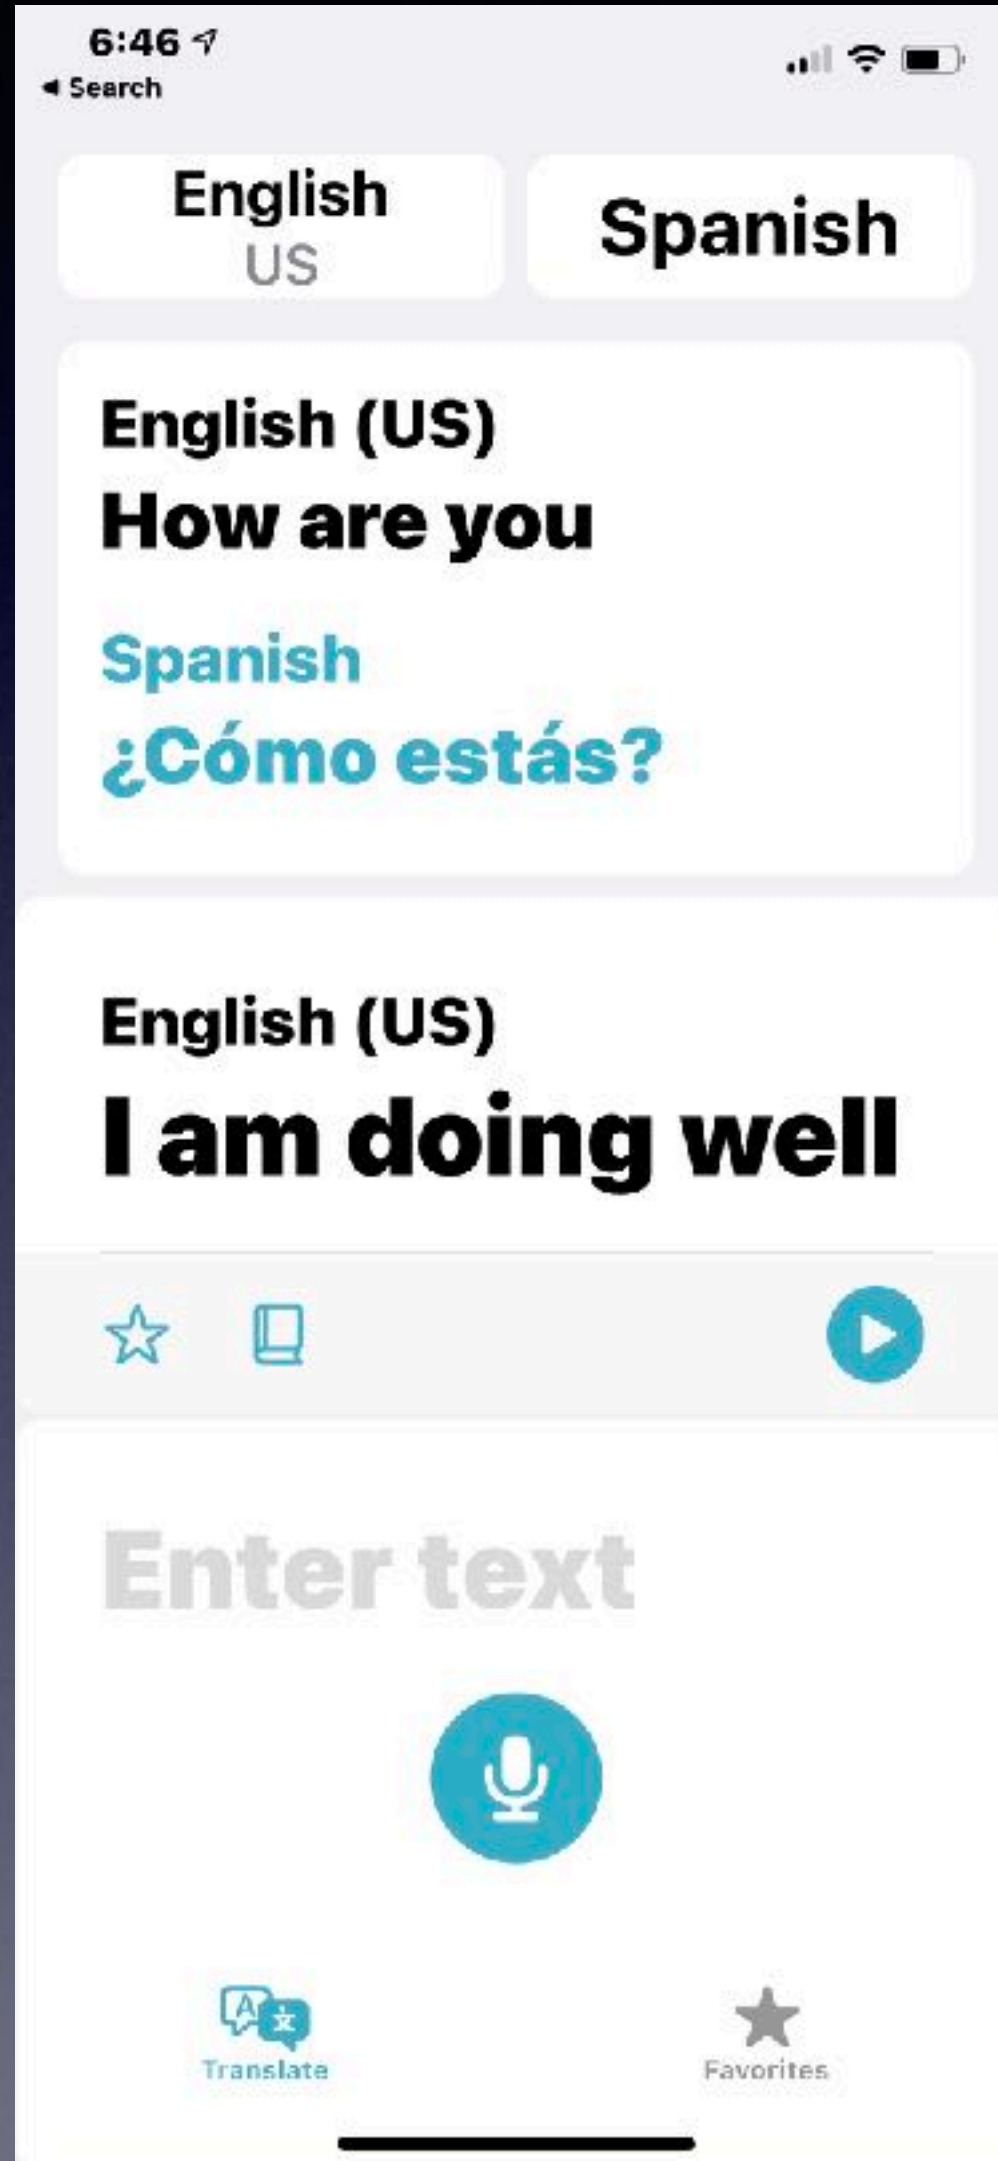 6:46
Search
English
US
Spanish
English (US)
How are you
Spanish
¿Cómo estás?
English (US)
I am doing well
Enter text
A 文
Translate
Favorites